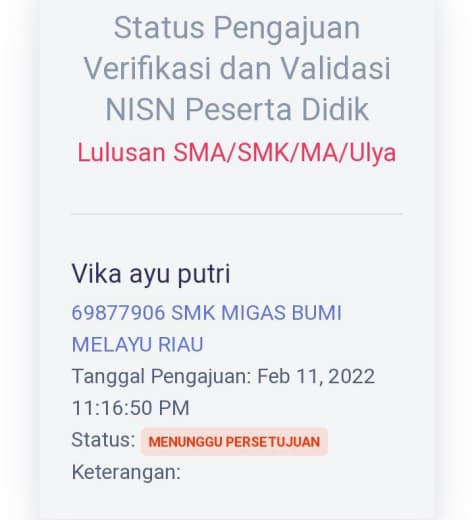 Status Pengajuan
Verifikasi dan Validasi
NISN Peserta Didik
Lulusan SMA/SMK/MA/Ulya
Vika ayu putri
69877906 SMK MIGAS BUMI
MELAYU RIAU
Tanggal Pengajuan: Feb 11, 2022
11:16:50 PM
Status: MENUNGGU PERSETUJUAN
Keterangan: